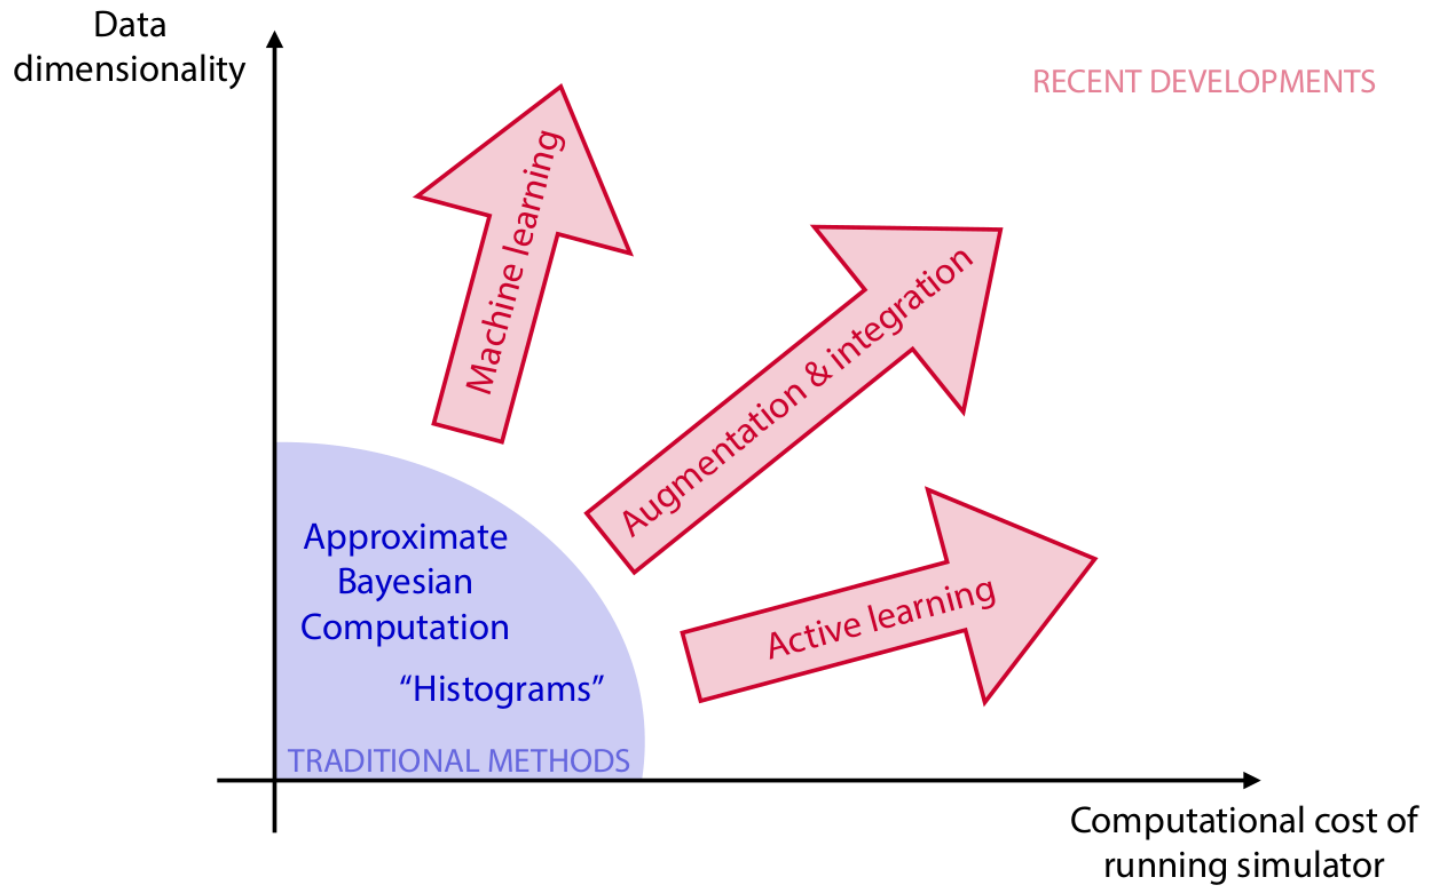 Data
dimensionality
RECENT DEVELOPMENTS
Machine learning
Augmentation & integration
Active learning
Approximate
Bayesian
Computation
“Histograms”
TRADITIONAL METHODS
Computational cost of
running simulator